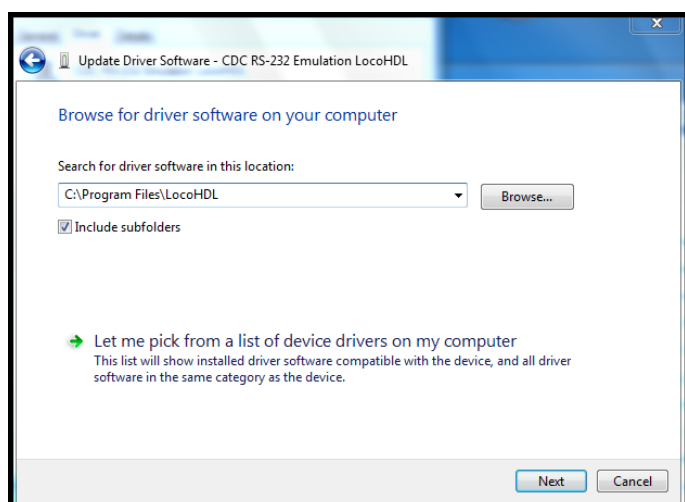 Update Driver Software - CDC RS-232 Emulation LocoHDL
Browse for driver software on your computer
Search for driver software in this location:
C:\Program Files\LocoHDL
Browse...
Include subfolders
Let me pick from a list of device drivers on my computer
This list will show installed driver software compatible with the device, and all driver
software in the same category as the device.
Next Cancel